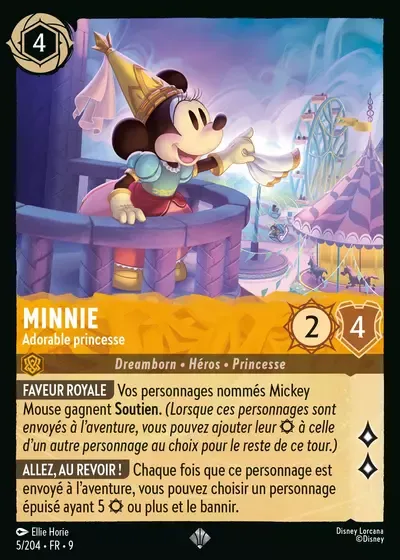 4
MINNIE
Adorable princesse
2
4
Dreamborn • Héros • Princesse
FAVEUR ROYALE Vos personnages nommés Mickey
Mouse gagnent Soutien. (Lorsque ces personnages sont
envoyés à l'aventure, vous pouvez ajouter leur à celle
d'un autre personnage au choix pour le reste de ce tour.)
ALLEZ, AU REVOIR ! Chaque fois que ce personnage est
envoyé à l'aventure, vous pouvez choisir un personnage
épuisé ayant 5 ou plus et le bannir.
Ellie Horie
5/204 • FR • 9
Disney Lorcana
©Disney